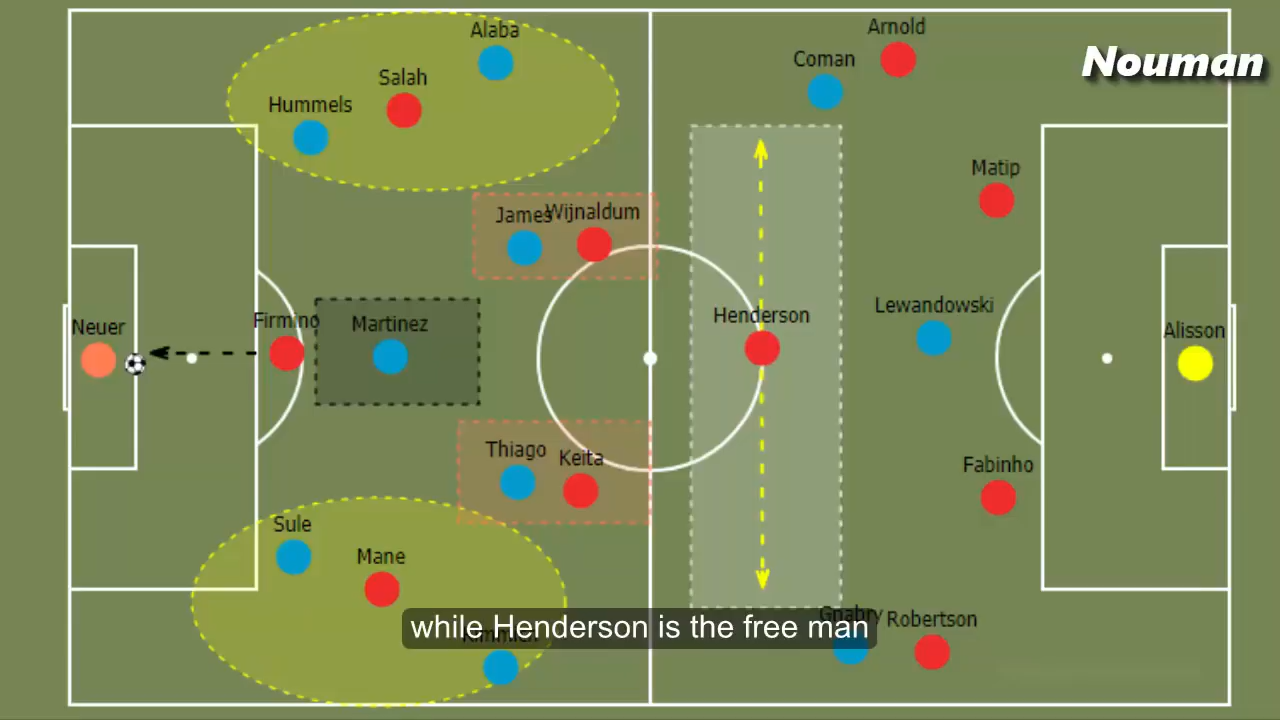 Arnold
Alaba
Coman
Nouman
Salah
Hummels
Matip
James
Wijnaldum
Lewandowski
Henderson
Firmino
Martinez
Neuer
Alisson
Thiago
Keita
Fabinho
Sule
Mane
Gnabry
Robertson
while Henderson is the free man